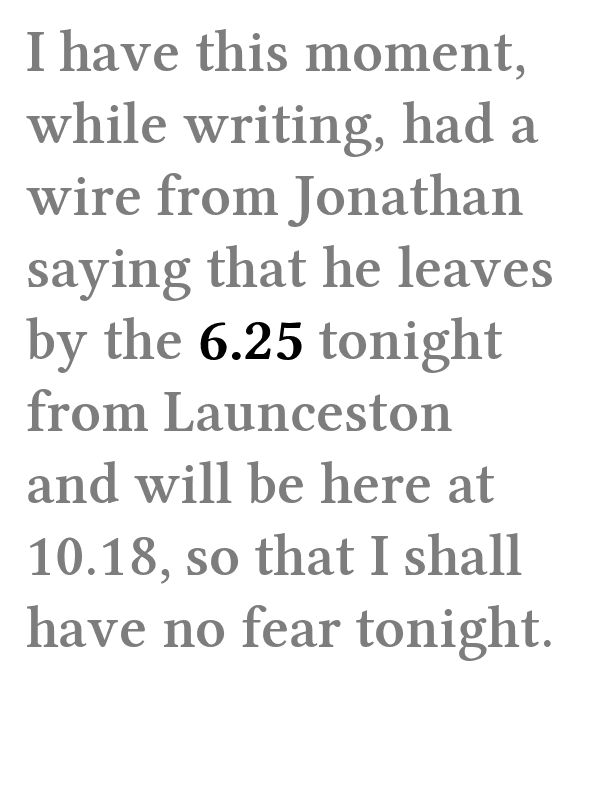 I have this moment,
while writing, had a
wire from Jonathan
saying that he leaves
by the 6.25 tonight
from Launceston
and will be here at
10.18, so that I shall
have no fear tonight.